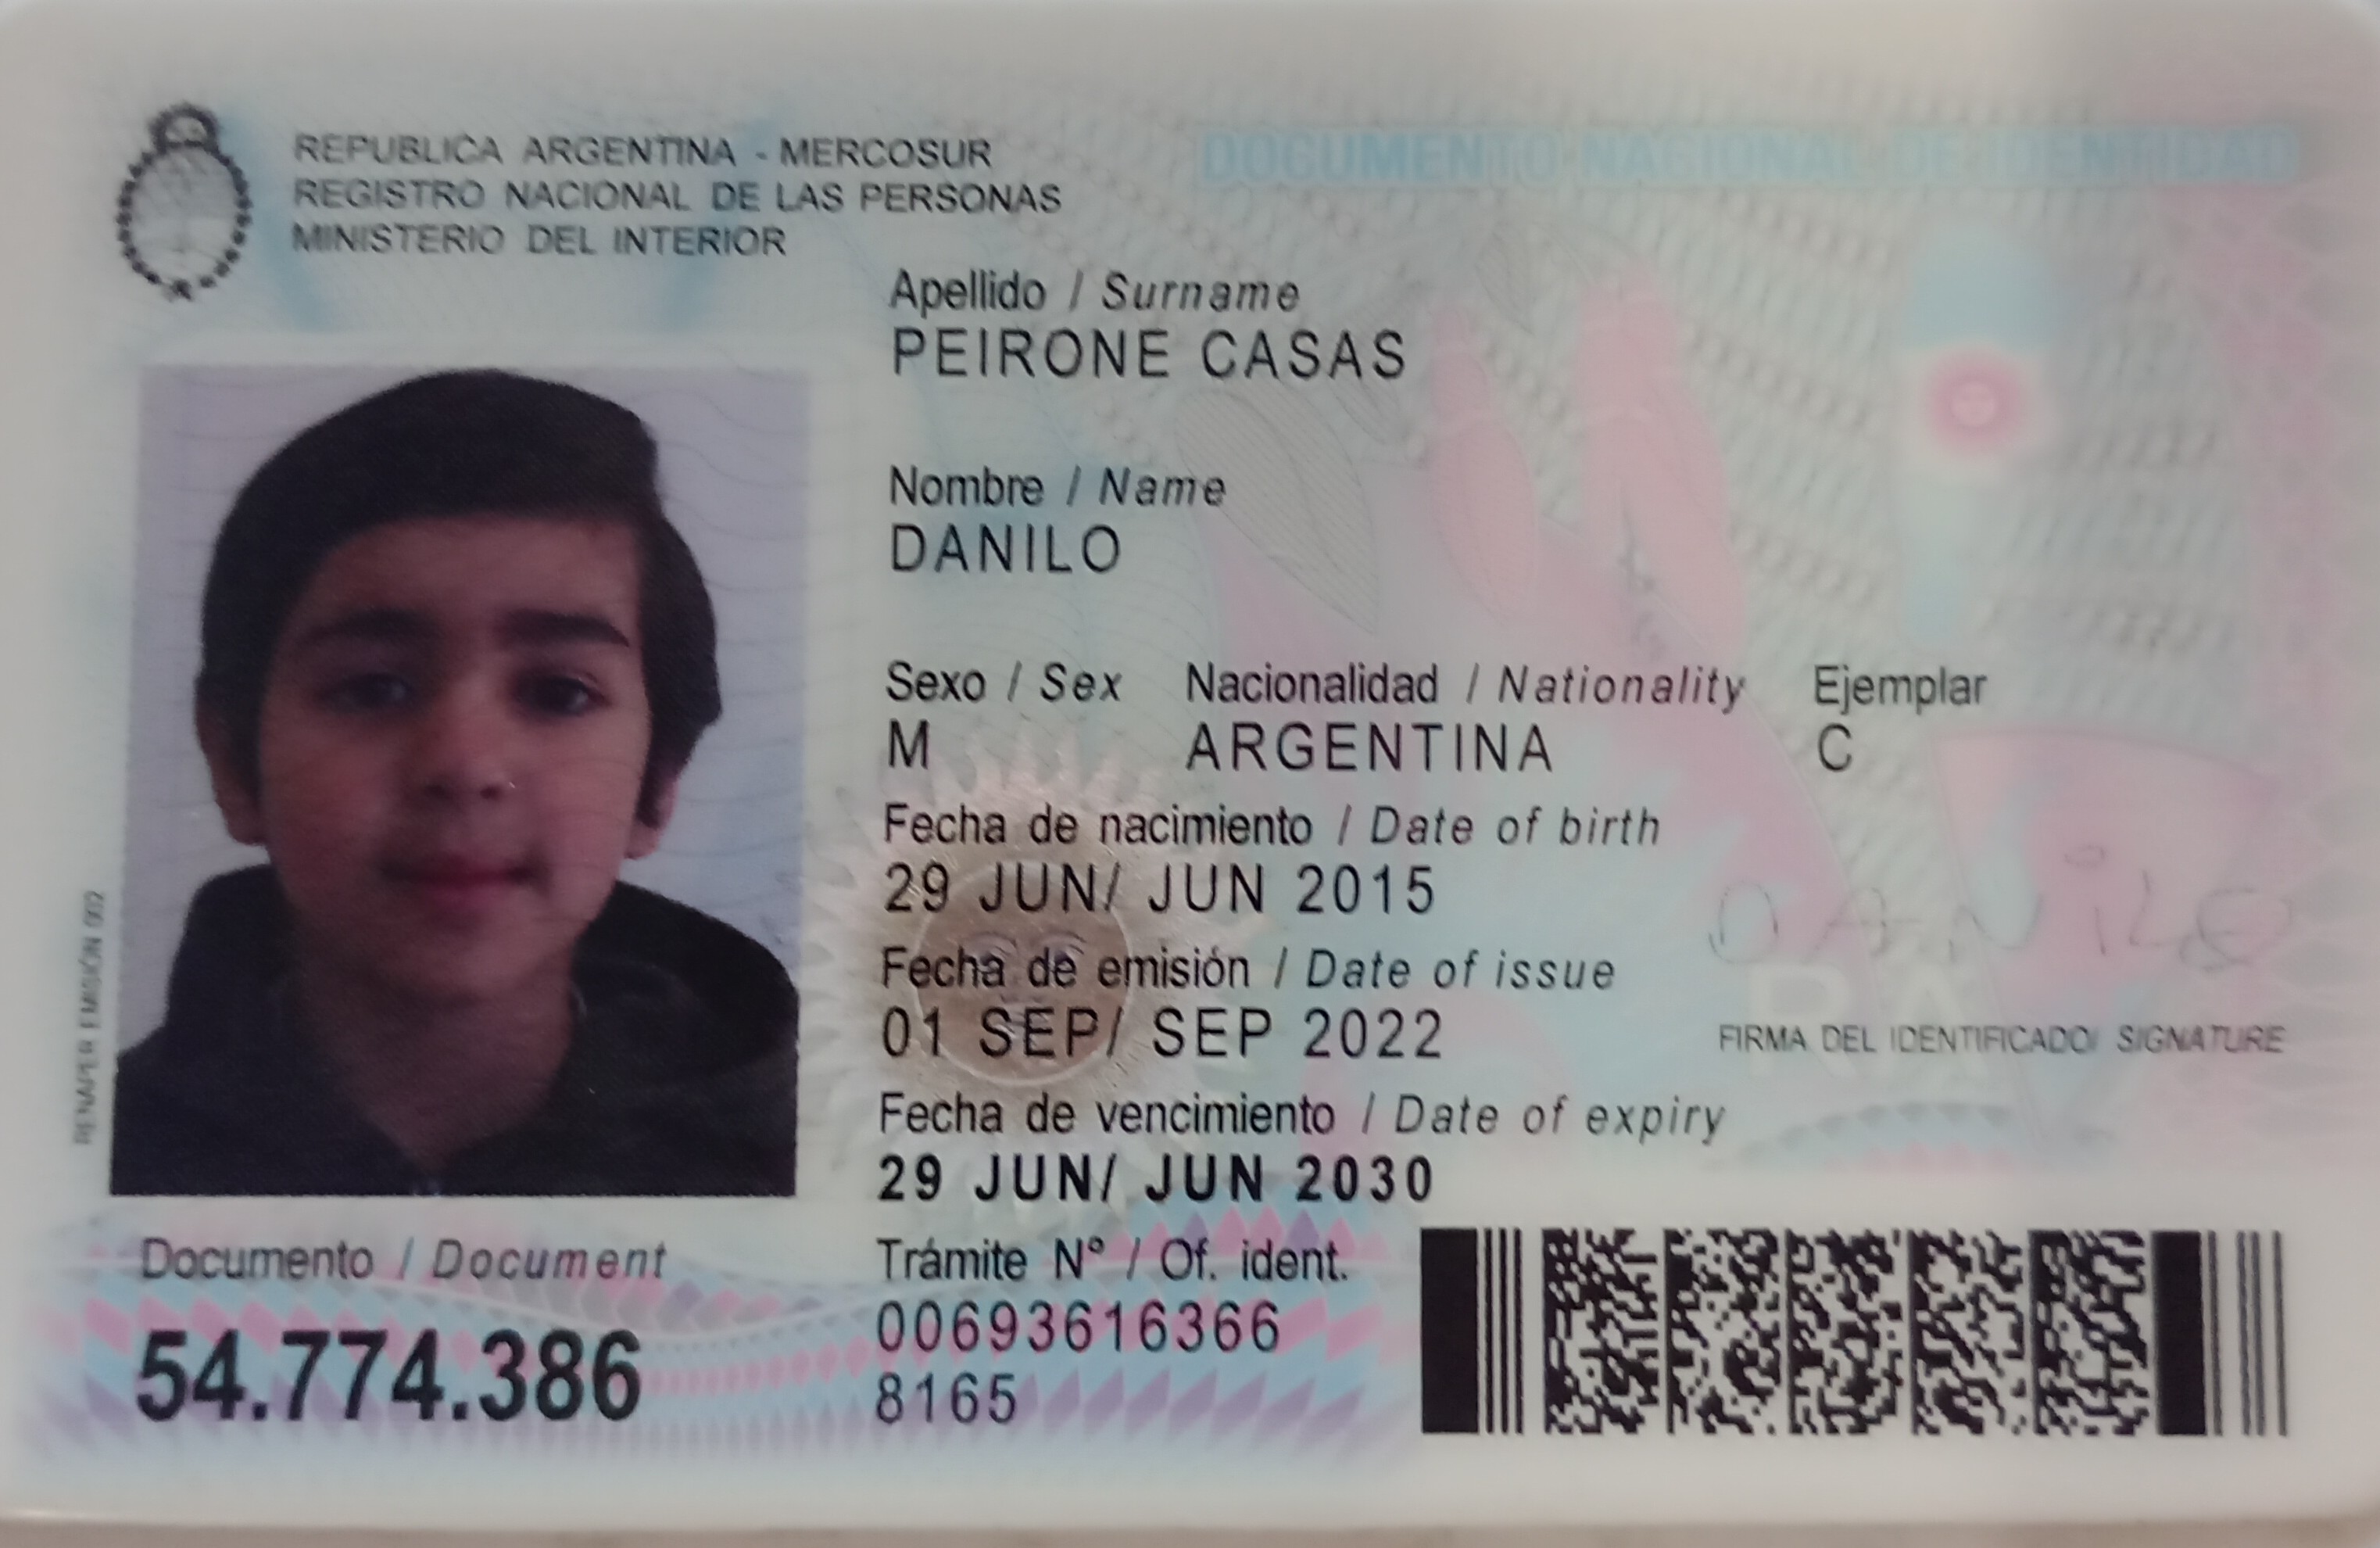 REPUBLICA ARGENTINA - MERCOSUR
REGISTRO NACIONAL DE LAS PERSONAS
MINISTERIO DEL INTERIOR
DOCUMENTO NACIONAL DE IDENTIDAD
Apellido / Surname
PEIRONE CASAS
Nombre / Name
DANILO
Sexo / Sex Nacionalidad / Nationality Ejemplar
M ARGENTINA C
Fecha de nacimiento / Date of birth
29 JUN/ JUN 2015
Fecha de emisión / Date of issue
01 SEP/ SEP 2022
DANiLO
RA
FIRMA DEL IDENTIFICADO/ SIGNATURE
Fecha de vencimiento / Date of expiry
29 JUN/ JUN 2030
RENAPER EMISIÓN 002
Documento / Document
54.774.386
Trámite N° / Of. ident.
00693616366
8165